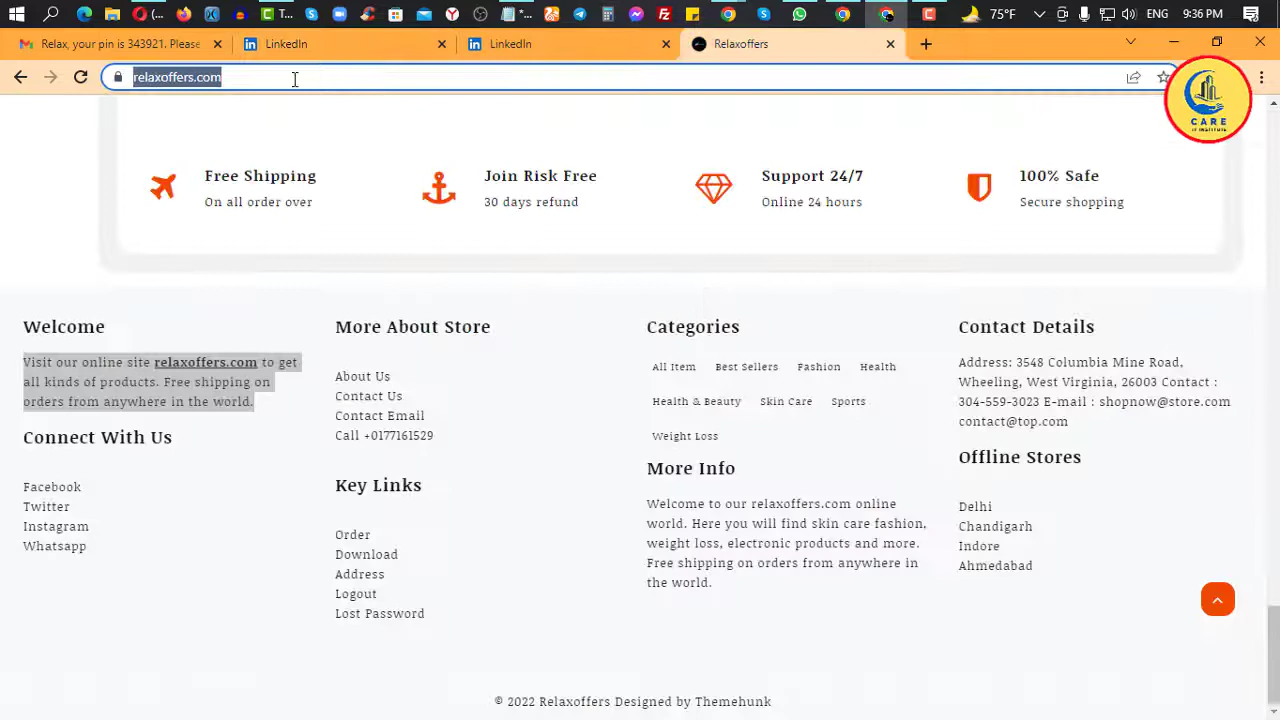 75°F
ENG
9:36 PM
Relax, your pin is 343921. Please
LinkedIn
LinkedIn
Relaxoffers
relaxoffers.com
CARE
IT INSTITUTE
Free Shipping
On all order over
Join Risk Free
30 days refund
Support 24/7
Online 24 hours
100% Safe
Secure shopping
Welcome
Visit our online site relaxoffers.com to get
all kinds of products. Free shipping on
orders from anywhere in the world.
Connect With Us
Facebook
Twitter
Instagram
Whatsapp
More About Store
About Us
Contact Us
Contact Email
Call +0177161529
Key Links
Order
Download
Address
Logout
Lost Password
Categories
All Item Best Sellers Fashion Health
Health & Beauty Skin Care Sports
Weight Loss
More Info
Welcome to our relaxoffers.com online
world. Here you will find skin care fashion,
weight loss, electronic products and more.
Free shipping on orders from anywhere in
the world.
Contact Details
Address: 3548 Columbia Mine Road,
Wheeling, West Virginia, 26003 Contact :
304-559-3023 E-mail : shopnow@store.com
contact@top.com
Offline Stores
Delhi
Chandigarh
Indore
Ahmedabad
© 2022 Relaxoffers Designed by Themehunk